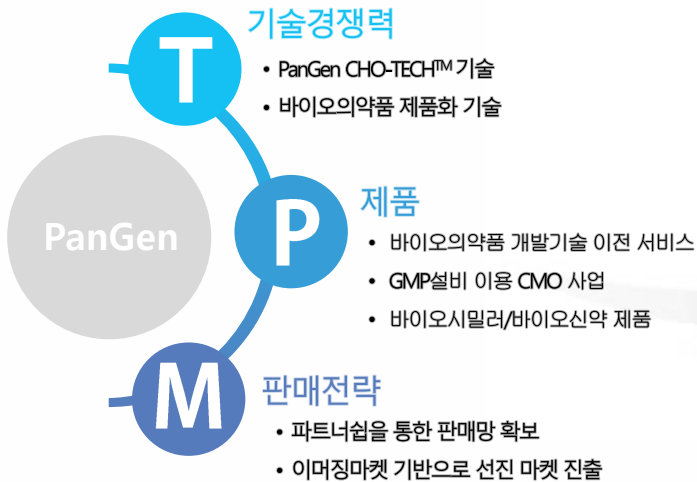 T
기술경쟁력
• PanGen CHO-TECH™ 기술
• 바이오의약품 제품화 기술
PanGen
P
제품
• 바이오의약품 개발기술 이전 서비스
• GMP설비 이용 CMO 사업
• 바이오시밀러/바이오신약 제품
M
판매전략
• 파트너쉽을 통한 판매망 확보
• 이머징마켓 기반으로 선진 마켓 진출